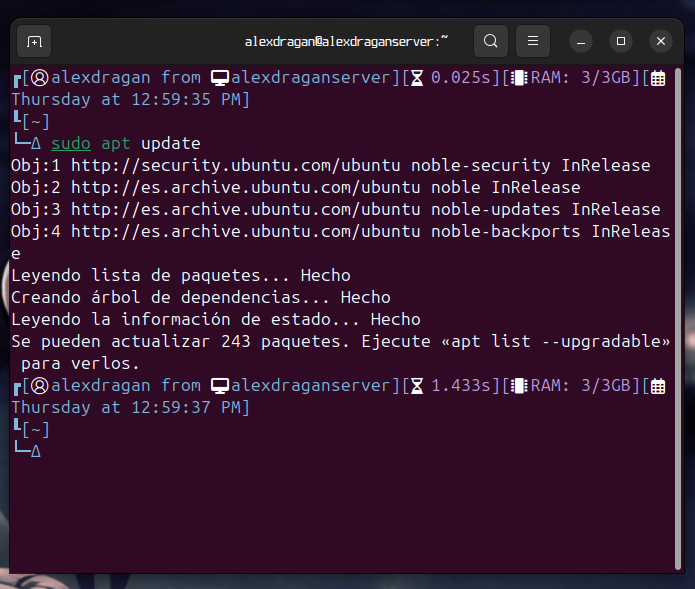 alexdragan@alexdraganserver:~
[alexdragan from alexdraganserver][ 0.025s][RAM: 3/3GB][
Thursday at 12:59:35 PM]
[~]
Δ sudo apt update
Obj:1 http://security.ubuntu.com/ubuntu noble-security InRelease
Obj:2 http://es.archive.ubuntu.com/ubuntu noble InRelease
Obj:3 http://es.archive.ubuntu.com/ubuntu noble-updates InRelease
Obj:4 http://es.archive.ubuntu.com/ubuntu noble-backports InReleas
e
Leyendo lista de paquetes... Hecho
Creando árbol de dependencias... Hecho
Leyendo la información de estado... Hecho
Se pueden actualizar 243 paquetes. Ejecute «apt list --upgradable»
para verlos.
[alexdragan from alexdraganserver][ 1.433s][RAM: 3/3GB][
Thursday at 12:59:37 PM]
[~]
Δ